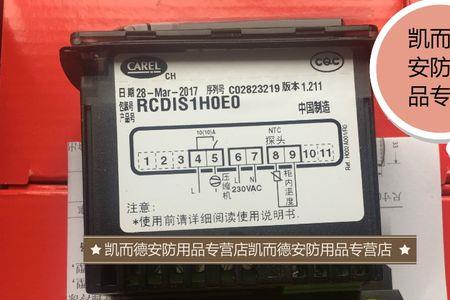 凯而
安防
品专
CAREL
CH
CQC
日期 28-Mar-2017 序列号 C02823219 版本 1.211
产品号 RCDIS1H0E0 中国制造
10(10)A
NTC
探头
1 2 3 4 5 6 7 8 9 10 11
L
压缩机
L N
230VAC
柜内温度
*使用前请详细阅读使用说明书.
★凯而德安防用品专营店凯而德安防用品专营店★